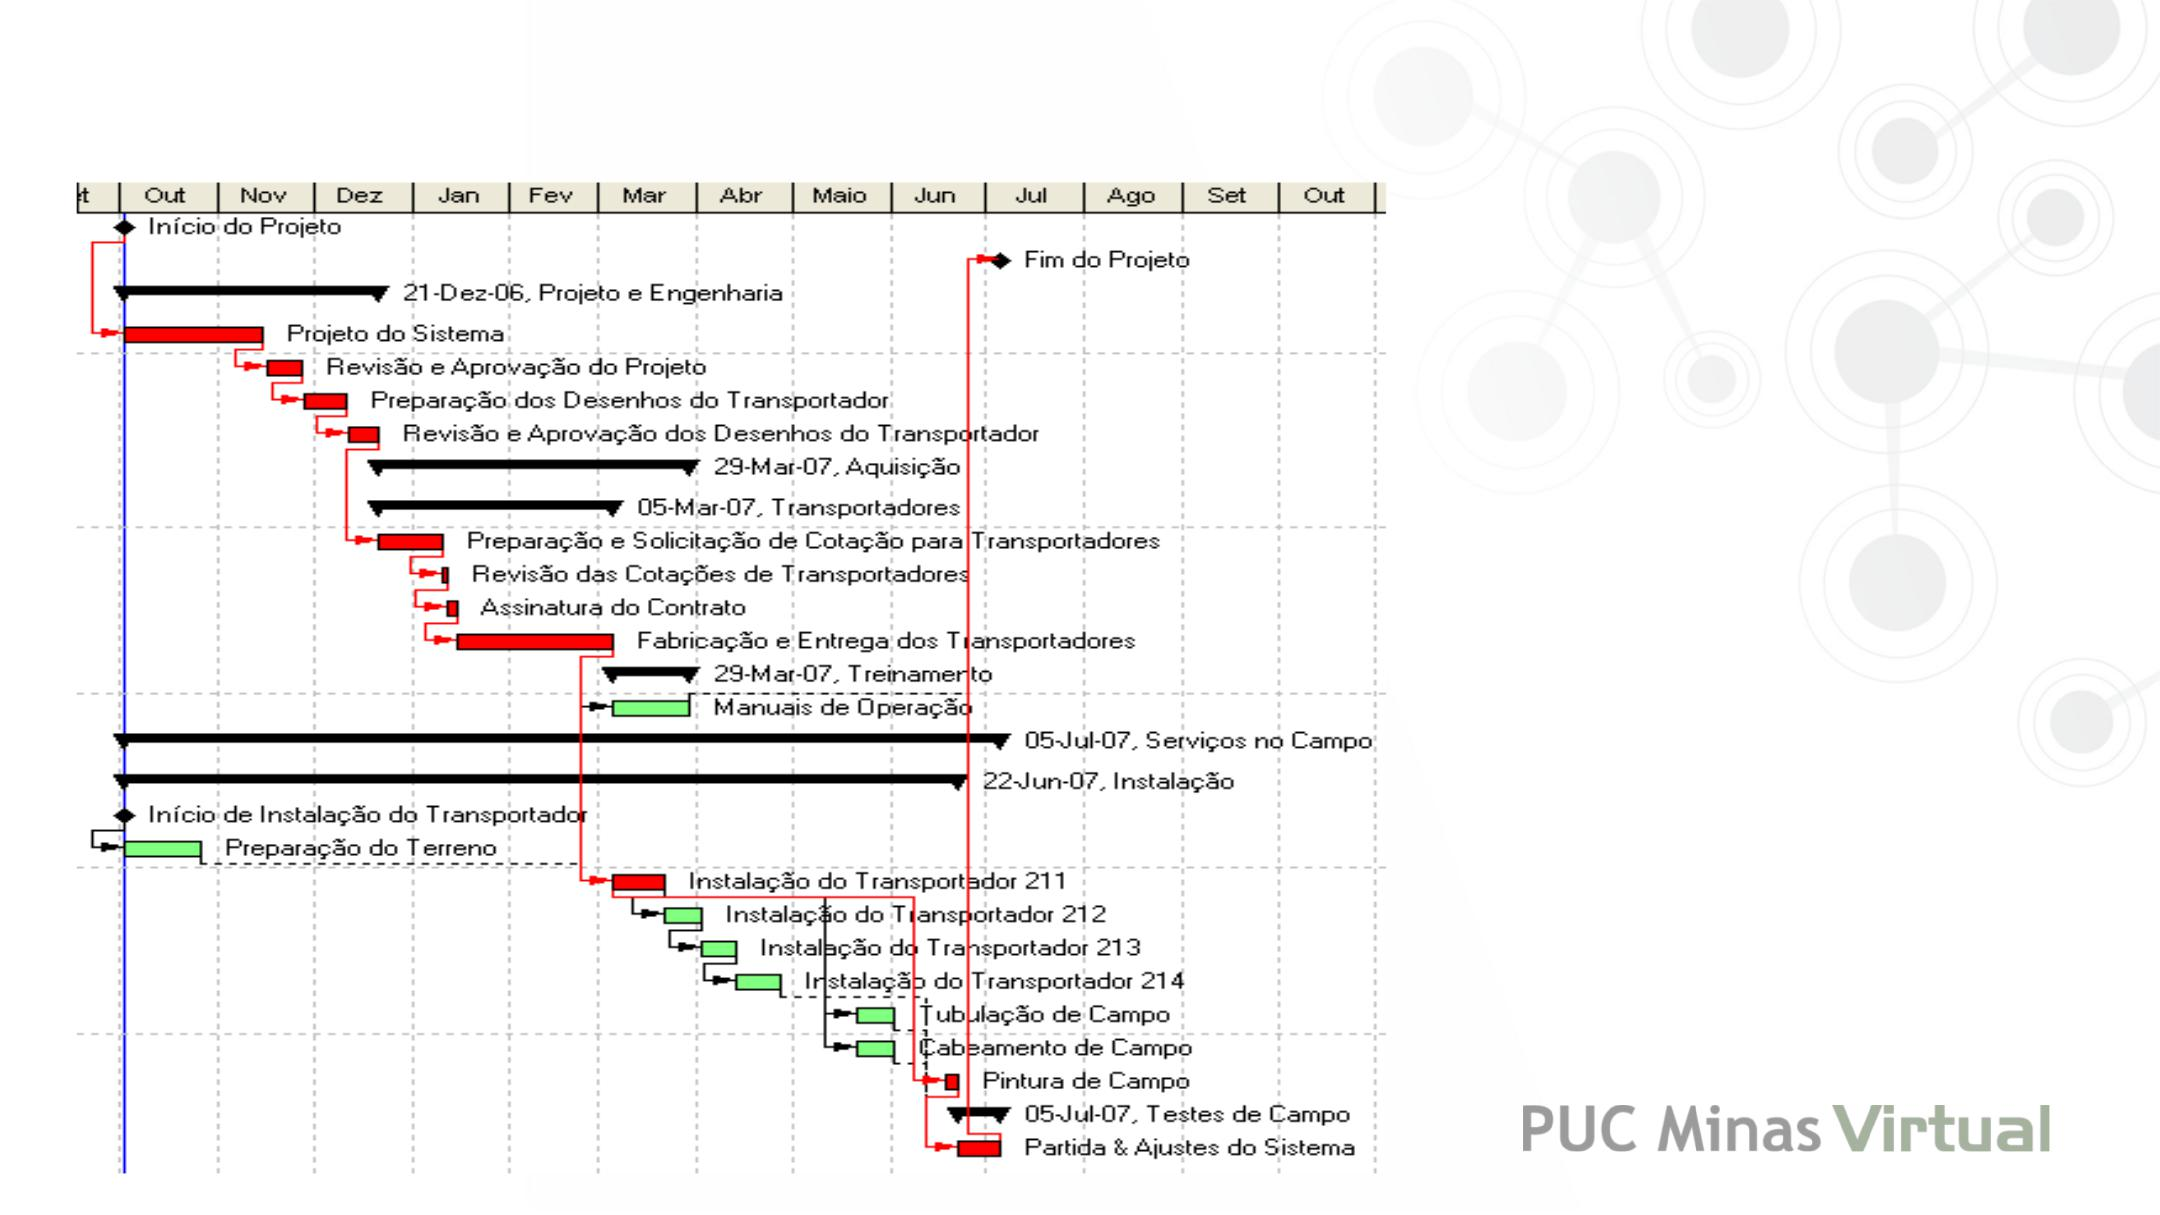 et Out Nov Dez Jan Fev Mar Abr Maio Jun Jul Ago Set Out
Início do Projeto
Fim do Projeto
21-Dez-06, Projeto e Engenharia
Projeto do Sistema
Revisão e Aprovação do Projeto
Preparação dos Desenhos do Transportador
Revisão e Aprovação dos Desenhos do Transportador
29-Mar-07, Aquisição
05-Mar-07, Transportadores
Preparação e Solicitação de Cotação para Transportadores
Revisão das Cotações de Transportadores
Assinatura do Contrato
Fabricação e Entrega dos Transportadores
29-Mar-07, Treinamento
Manuais de Operação
05-Jul-07, Serviços no Campo
22-Jun-07, Instalação
Início de Instalação do Transportador
Preparação do Terreno
Instalação do Transportador 211
Instalação do Transportador 212
Instalação do Transportador 213
Instalação do Transportador 214
Tubulação de Campo
Cabeamento de Campo
Pintura de Campo
05-Jul-07, Testes de Campo
Partida & Ajustes do Sistema
PUC Minas Virtual